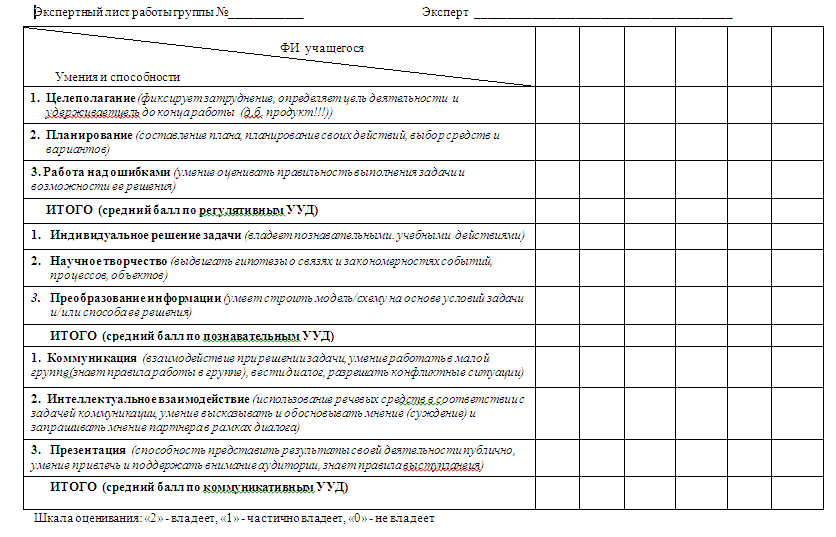 Экспертный лист работы группы №____________ Эксперт ________________________________________
ФИ учащегося
Умения и способности
1. Целеполагание (фиксирует затруднение, определяет цель деятельности и
удерживает цель до конца работы (д.б. продукт!!!))
2. Планирование (составление плана, планирование своих действий, выбор средств и
вариантов)
3. Работа над ошибками (умение оценивать правильность выполнения задачи и
возможности ее решения)
ИТОГО (средний балл по регулятивным УУД)
1. Индивидуальное решение задачи (владеет познавательными. учебными действиями)
2. Научное творчество (выдвигать гипотезы о связях и закономерностях событий,
процессов, объектов)
3. Преобразование информации (умеет строить модель/схему на основе условий задачи
и/или способа ее решения)
ИТОГО (средний балл по познавательным УУД)
1. Коммуникация (взаимодействие при решении задачи, умение работать в малой
группе(знает правила работы в группе), вести диалог, разрешать конфликтные ситуации)
2. Интеллектуальное взаимодействие (использование речевых средств в соответствии с
задачей коммуникации, умение высказывать и обосновывать мнение (суждение) и
запрашивать мнение партнера в рамках диалога)
3. Презентация (способность представить результаты своей деятельности публично,
умение привлечь и поддержать внимание аудитории, знает правила выступления)
ИТОГО (средний балл по коммуникативным УУД)
Шкала оценивания: «2» - владеет, «1» - частично владеет, «0» - не владеет